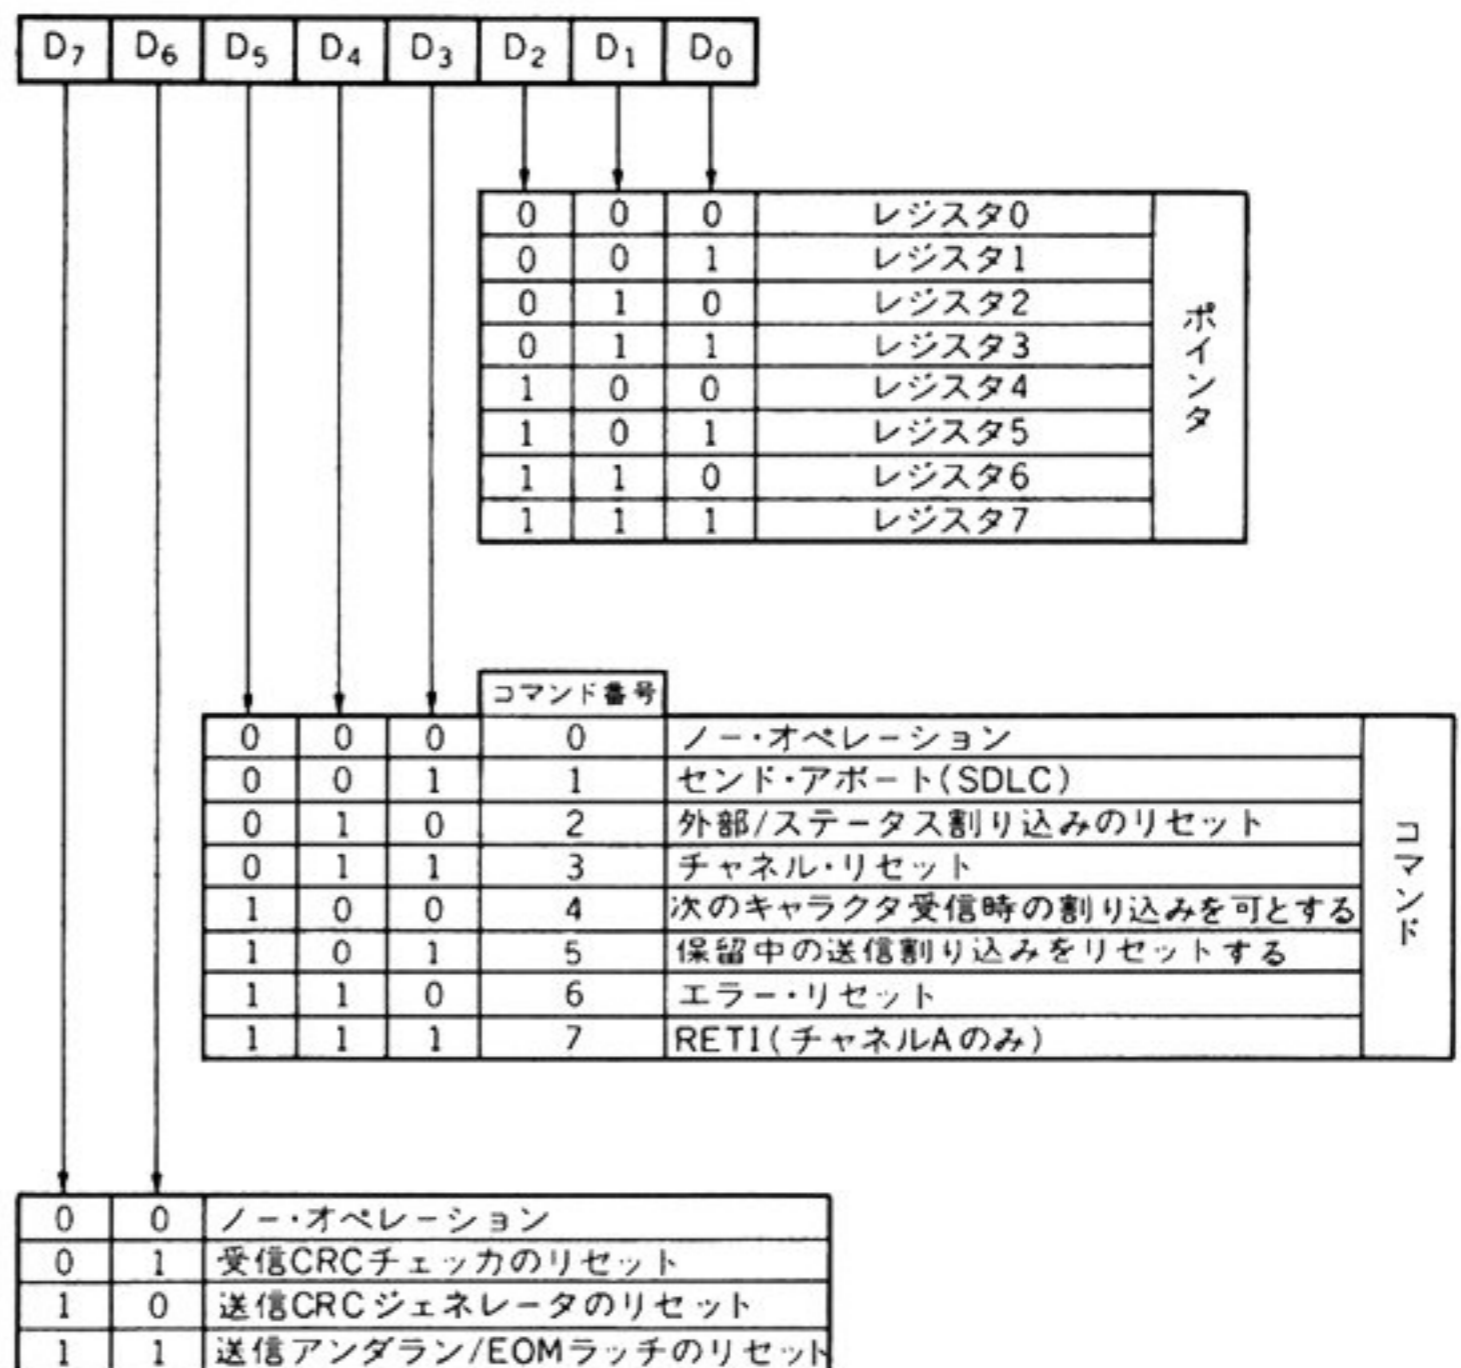 D7 D6 D5 D4 D3 D2 D1 D0
0 0 0 レジスタ0
0 0 1 レジスタ1
0 1 0 レジスタ2
0 1 1 レジスタ3
1 0 0 レジスタ4
1 0 1 レジスタ5
1 1 0 レジスタ6
1 1 1 レジスタ7
ポインタ
コマンド番号
0 0 0 0 ノー・オペレーション
0 0 1 1 センド・アボート(SDLC)
0 1 0 2 外部/ステータス割り込みのリセット
0 1 1 3 チャネル・リセット
1 0 0 4 次のキャラクタ受信時の割り込みを可とする
1 0 1 5 保留中の送信割り込みをリセットする
1 1 0 6 エラー・リセット
1 1 1 7 RETI(チャネルAのみ)
コマンド
0 0 ノー・オペレーション
0 1 受信CRCチェッカのリセット
1 0 送信CRCジェネレータのリセット
1 1 送信アンダラン/EOMラッチのリセット